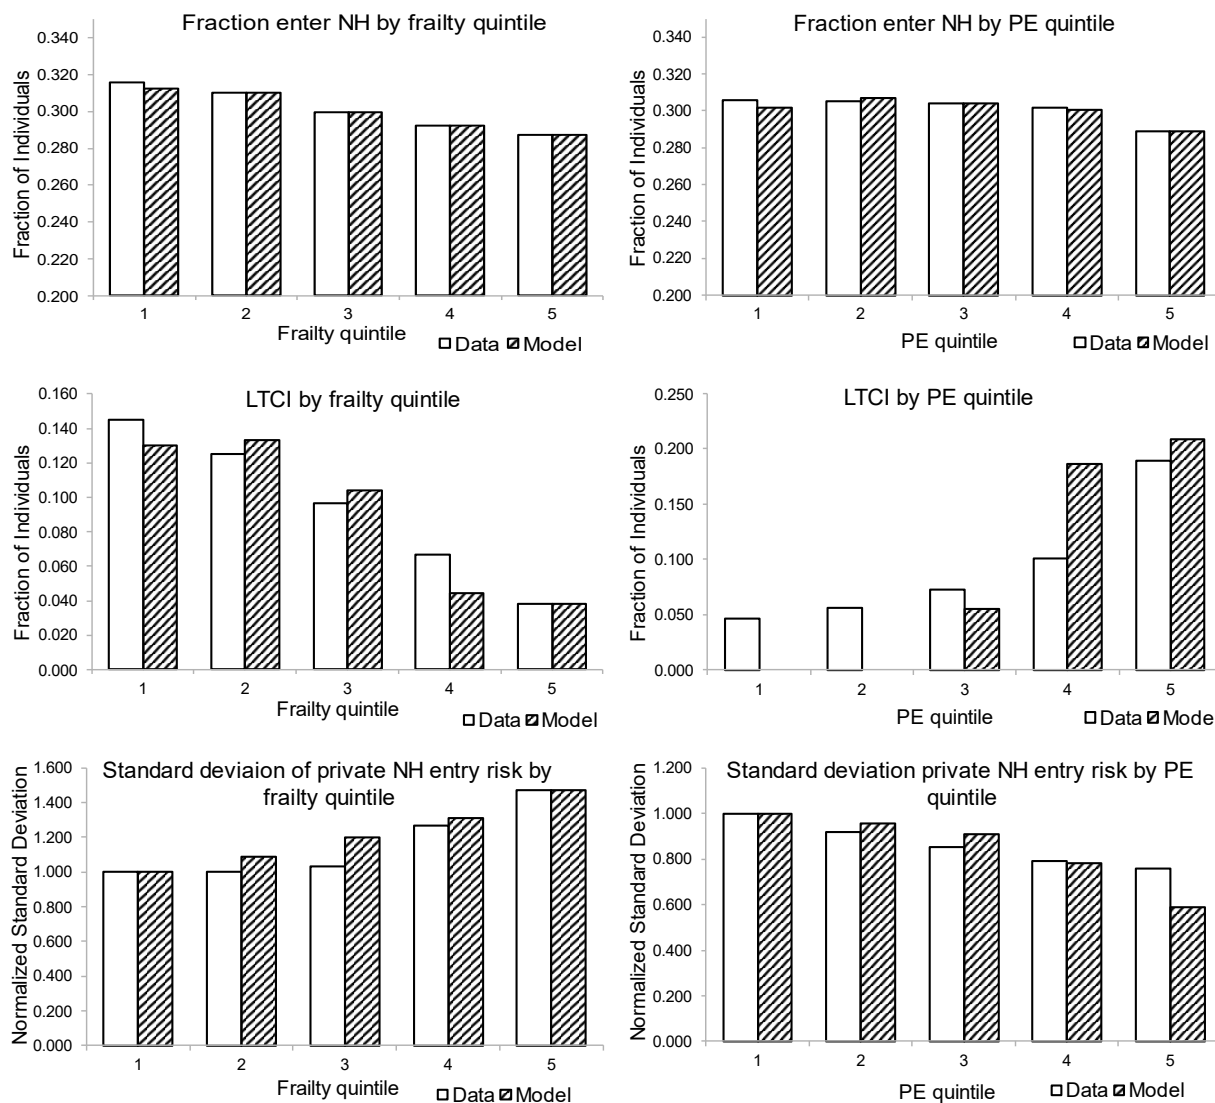 Fraction enter NH by frailty quintile
Fraction of Individuals
0.340
0.320
0.300
0.280
0.260
0.240
0.220
0.200
1 2 3 4 5
Frailty quintile
Data Model
Fraction enter NH by PE quintile
Fraction of Individuals
0.340
0.320
0.300
0.280
0.260
0.240
0.220
0.200
1 2 3 4 5
PE quintile
Data Model
LTCI by frailty quintile
Fraction of Individuals
0.160
0.140
0.120
0.100
0.080
0.060
0.040
0.020
0.000
1 2 3 4 5
Frailty quintile
Data Model
LTCI by PE quintile
Fraction of Individuals
0.250
0.200
0.150
0.100
0.050
0.000
1 2 3 4 5
PE quintile
Data Mode
Standard deviaion of private NH entry risk by
frailty quintile
Normalized Standard Deviation
1.600
1.400
1.200
1.000
0.800
0.600
0.400
0.200
0.000
1 2 3 4 5
Frailty quintile
Data Model
Standard deviation private NH entry risk by PE
quintile
Normalized Standard Deviation
1.200
1.000
0.800
0.600
0.400
0.200
0.000
1 2 3 4 5
PE quintile
Data Model